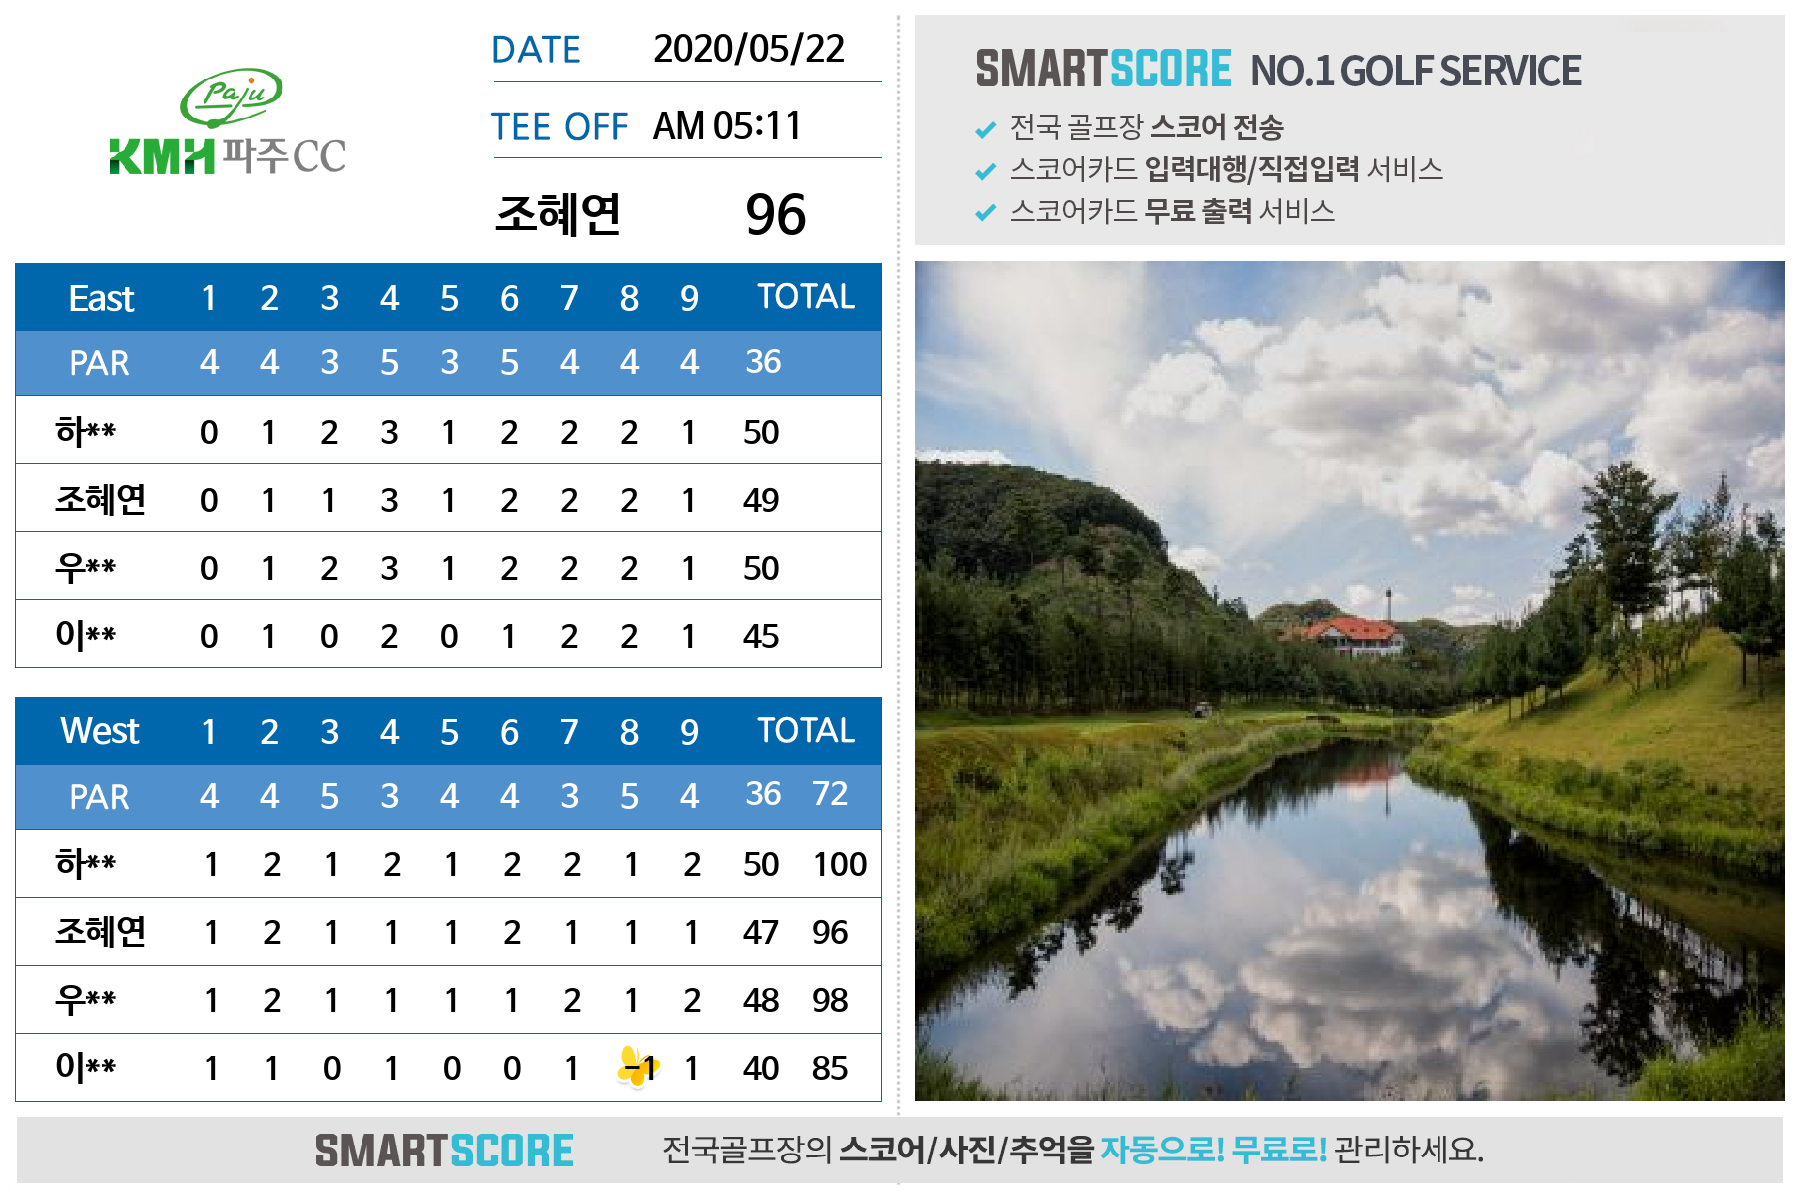 Paju
KMH 파주CC
DATE 2020/05/22
TEE OFF AM 05:11
조혜연 96
East 1 2 3 4 5 6 7 8 9 TOTAL
PAR 4 4 3 5 3 5 4 4 4 36
하** 0 1 2 3 1 2 2 2 1 50
조혜연 0 1 1 3 1 2 2 2 1 49
우** 0 1 2 3 1 2 2 2 1 50
이** 0 1 0 2 0 1 2 2 1 45
West 1 2 3 4 5 6 7 8 9 TOTAL
PAR 4 4 5 3 4 4 3 5 4 36 72
하** 1 2 1 2 1 2 2 1 2 50 100
조혜연 1 2 1 1 1 2 1 1 1 47 96
우** 1 2 1 1 1 1 2 1 2 48 98
이** 1 1 0 1 0 0 1 -1 1 40 85
SMARTSCORE NO.1 GOLF SERVICE
전국 골프장 스코어 전송
스코어카드 입력대행/직접입력 서비스
스코어카드 무료 출력 서비스
SMARTSCORE 전국골프장의 스코어/사진/추억을 자동으로! 무료로! 관리하세요.